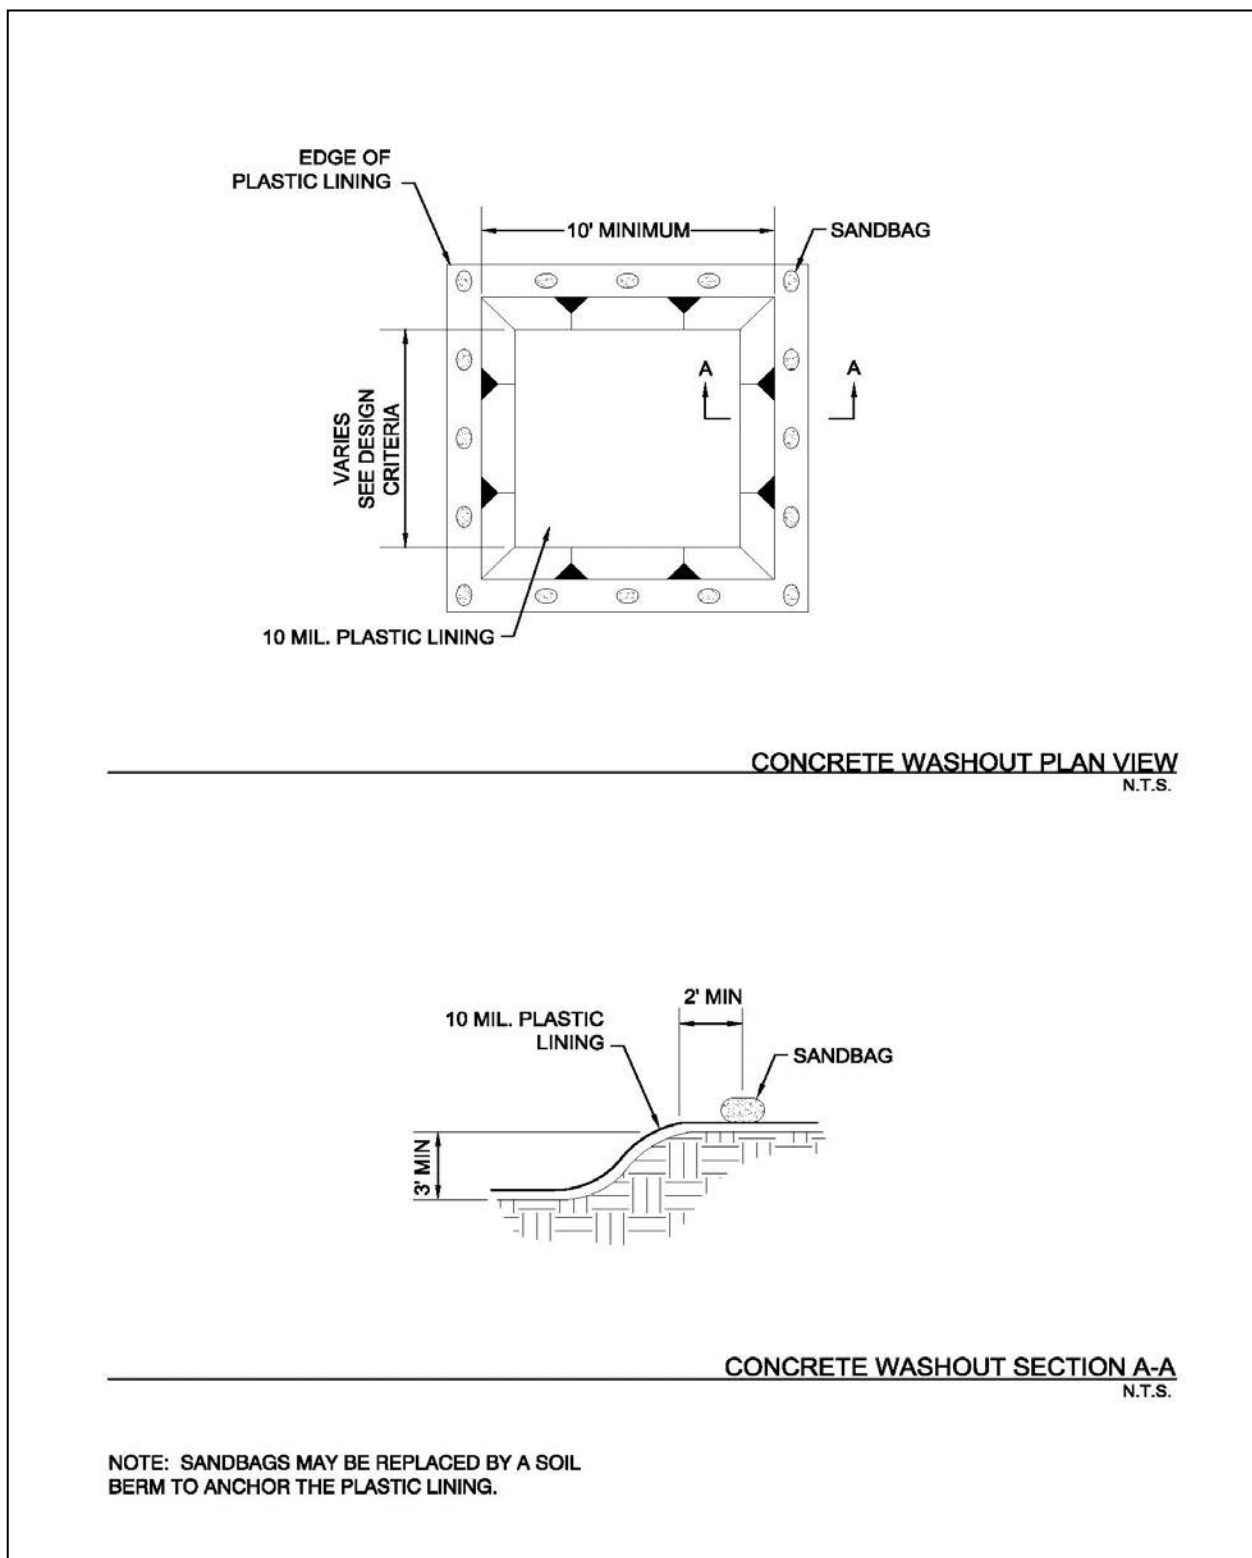 EDGE OF
PLASTIC LINING
10' MINIMUM
SANDBAG
A
A
VARIES
SEE DESIGN
CRITERIA
10 MIL. PLASTIC LINING
CONCRETE WASHOUT PLAN VIEW
N.T.S.
2' MIN
10 MIL. PLASTIC
LINING
SANDBAG
3' MIN
CONCRETE WASHOUT SECTION A-A
N.T.S.
NOTE: SANDBAGS MAY BE REPLACED BY A SOIL
BERM TO ANCHOR THE PLASTIC LINING.